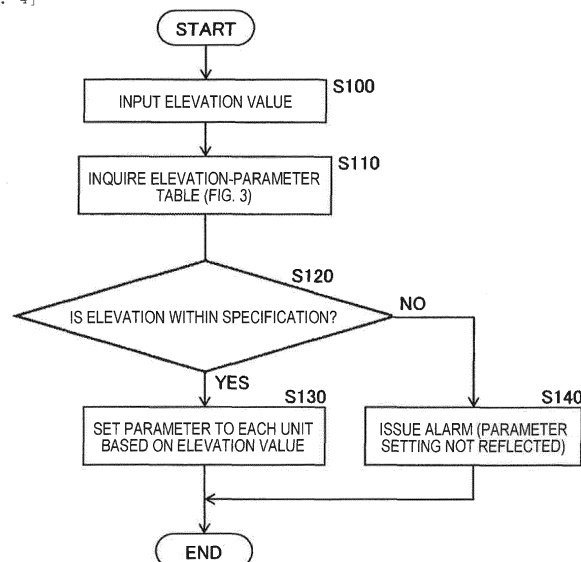 . 4]
START
S100
INPUT ELEVATION VALUE
S110
INQUIRE ELEVATION-PARAMETER
TABLE (FIG. 3)
S120
IS ELEVATION WITHIN SPECIFICATION?
NO
YES
S130
SET PARAMETER TO EACH UNIT
BASED ON ELEVATION VALUE
S140
ISSUE ALARM (PARAMETER
SETTING NOT REFLECTED)
END